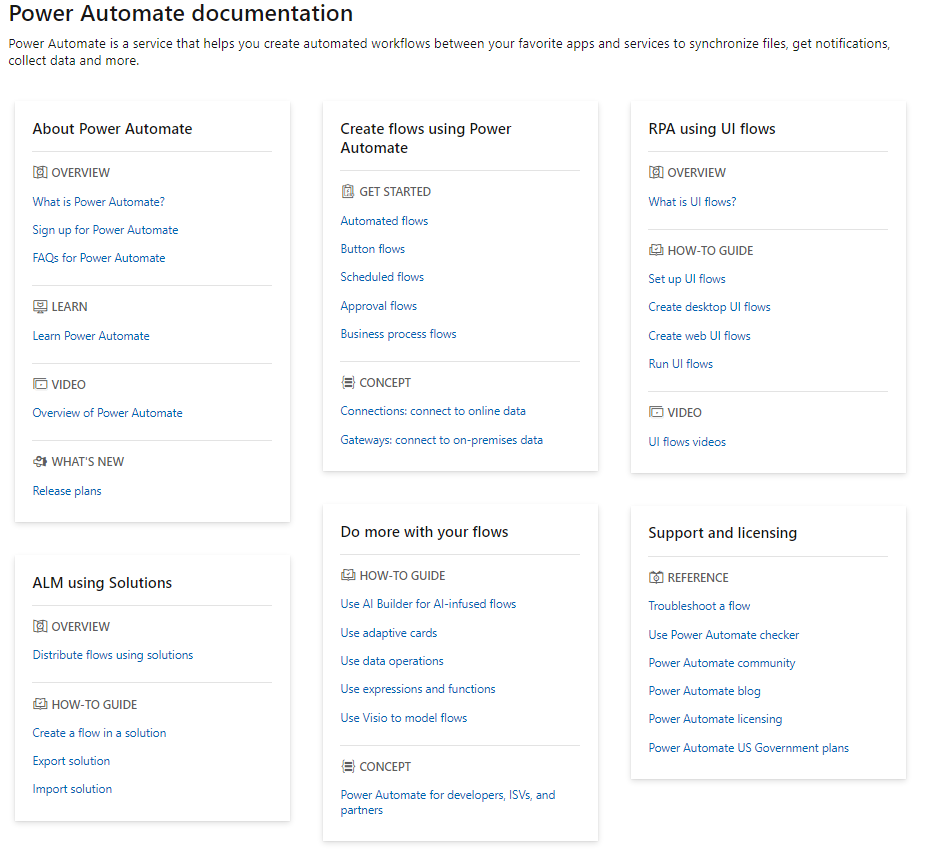 Power Automate documentation
Power Automate is a service that helps you create automated workflows between your favorite apps and services to synchronize files, get notifications,
collect data and more.
About Power Automate
OVERVIEW
What is Power Automate?
Sign up for Power Automate
FAQs for Power Automate
LEARN
Learn Power Automate
VIDEO
Overview of Power Automate
WHAT'S NEW
Release plans
ALM using Solutions
OVERVIEW
Distribute flows using solutions
HOW-TO GUIDE
Create a flow in a solution
Export solution
Import solution
Create flows using Power
Automate
GET STARTED
Automated flows
Button flows
Scheduled flows
Approval flows
Business process flows
CONCEPT
Connections: connect to online data
Gateways: connect to on-premises data
Do more with your flows
HOW-TO GUIDE
Use AI Builder for AI-infused flows
Use adaptive cards
Use data operations
Use expressions and functions
Use Visio to model flows
CONCEPT
Power Automate for developers, ISVs, and
partners
RPA using UI flows
OVERVIEW
What is UI flows?
HOW-TO GUIDE
Set up UI flows
Create desktop UI flows
Create web UI flows
Run UI flows
VIDEO
UI flows videos
Support and licensing
REFERENCE
Troubleshoot a flow
Use Power Automate checker
Power Automate community
Power Automate blog
Power Automate licensing
Power Automate US Government plans